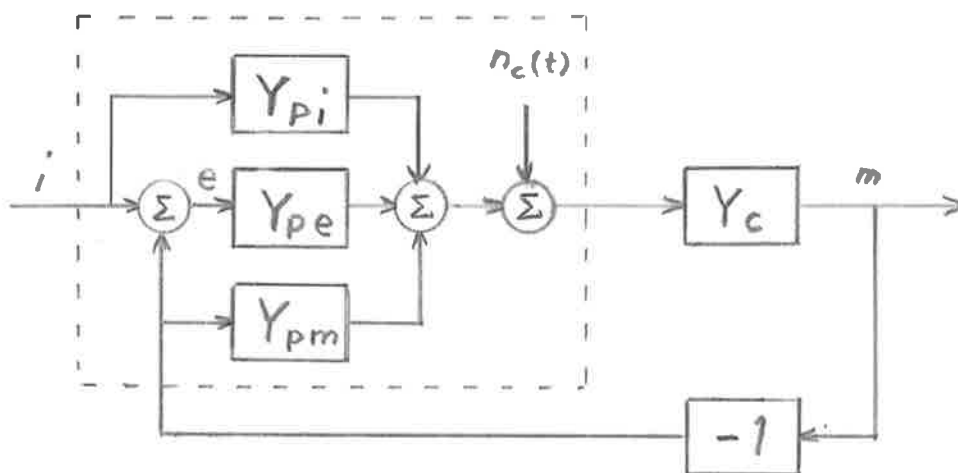 Y_pi
n_c(t)
i
Σ
e
Y_pe
Σ
Σ
Y_c
m
Y_pm
-1